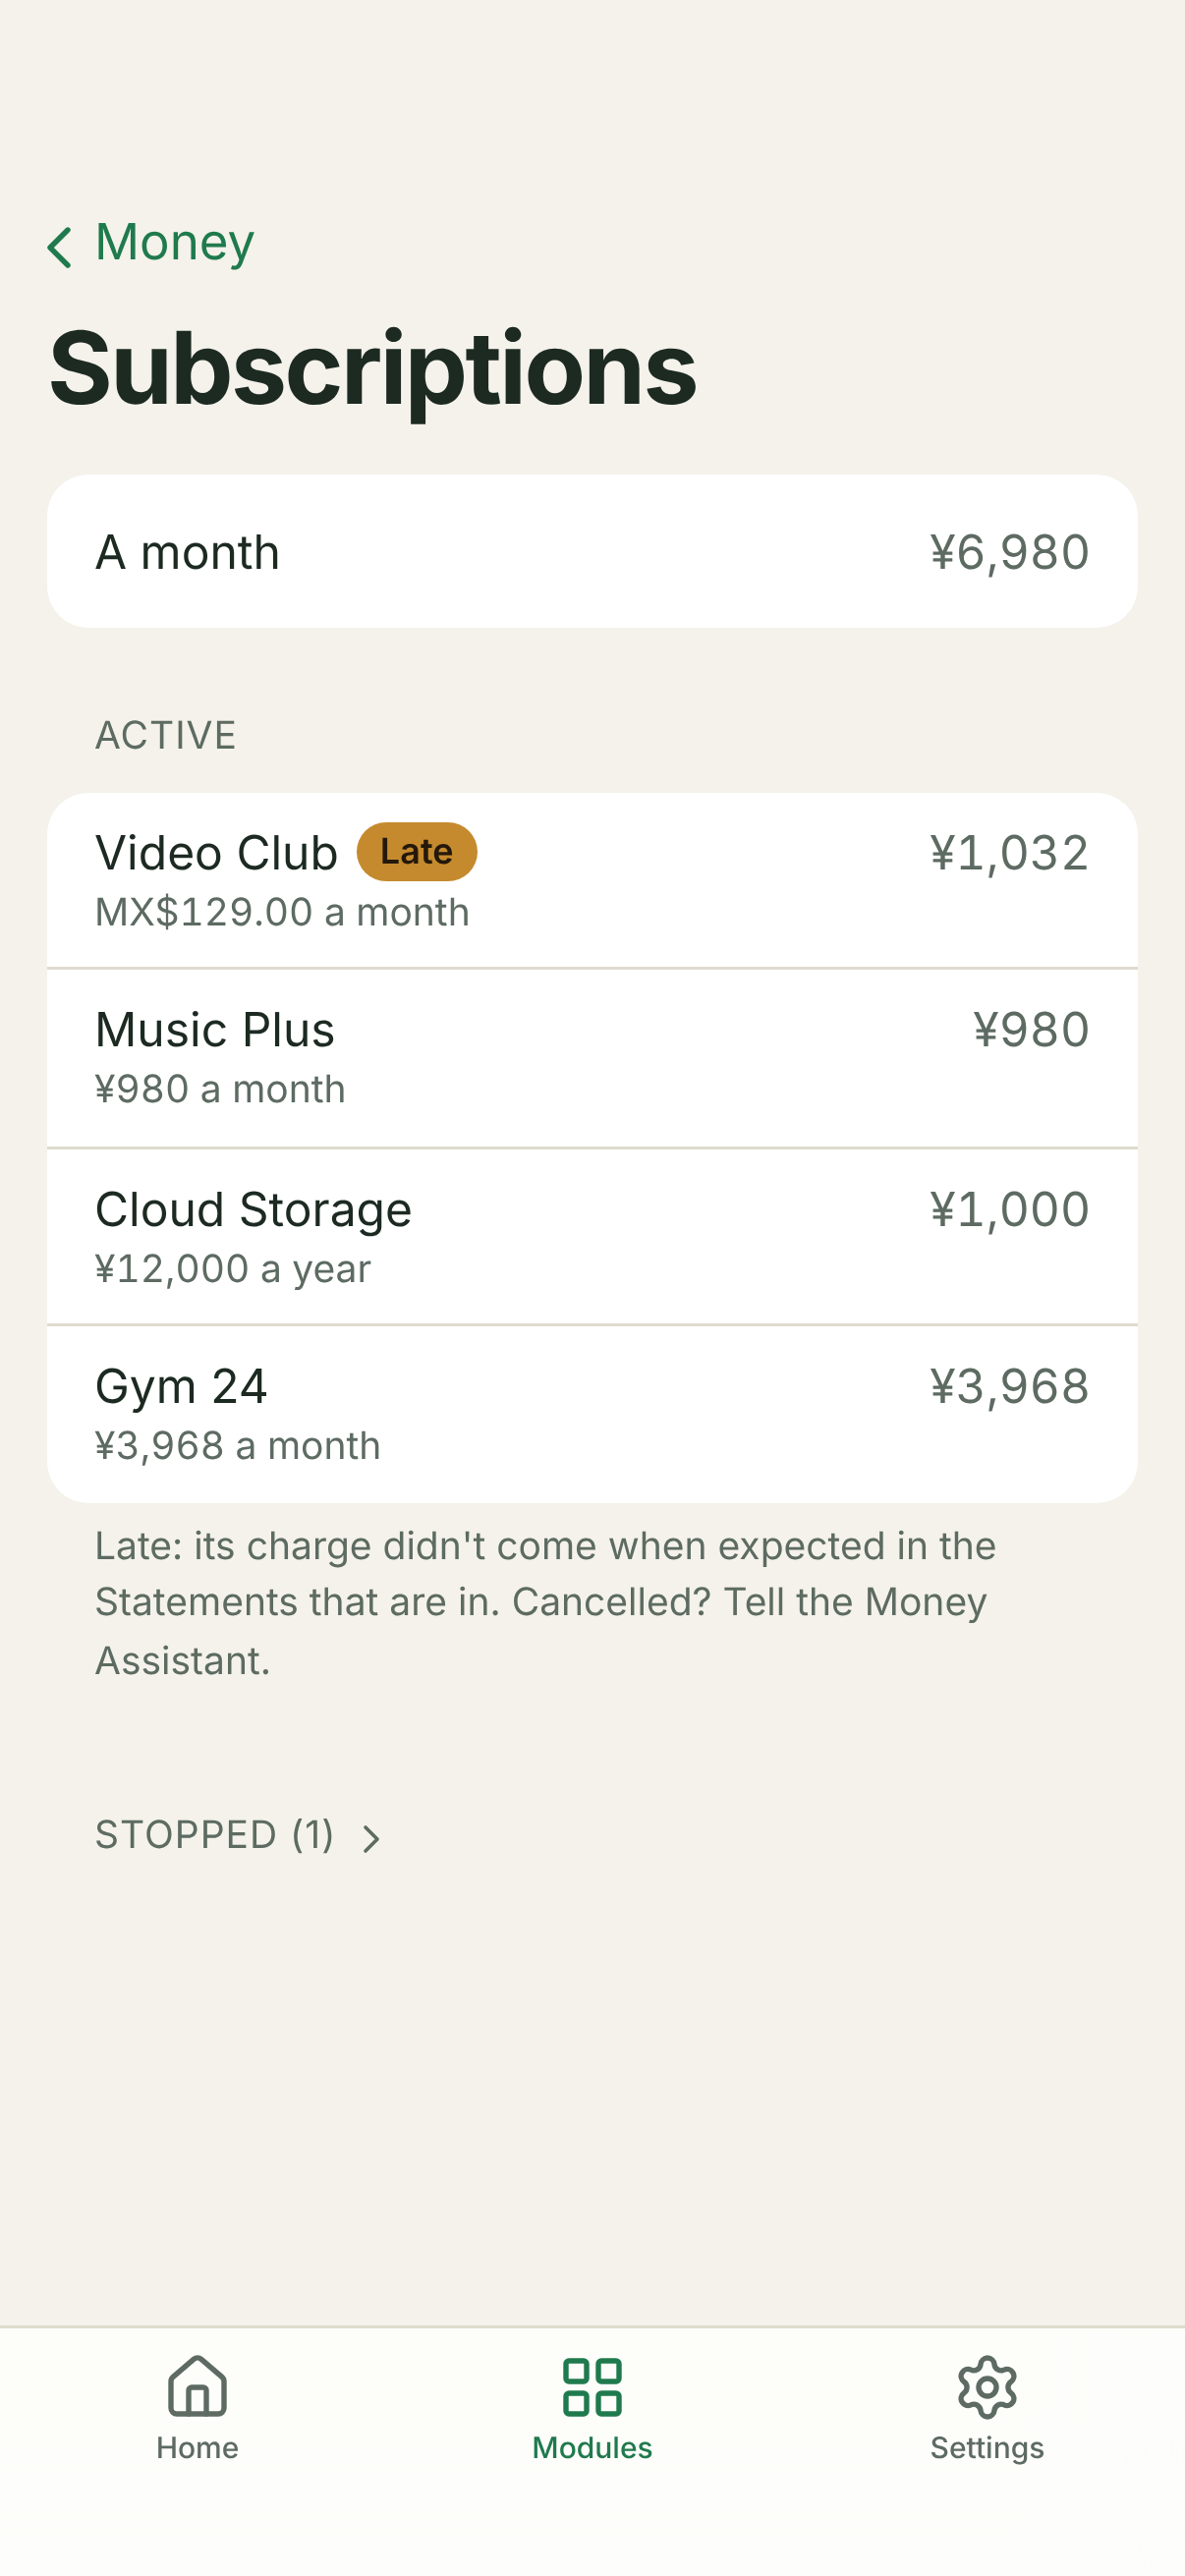 Money
Subscriptions
A month ¥6,980
ACTIVE
Video Club Late ¥1,032
MX$129.00 a month
Music Plus ¥980
¥980 a month
Cloud Storage ¥1,000
¥12,000 a year
Gym 24 ¥3,968
¥3,968 a month
Late: its charge didn't come when expected in the
Statements that are in. Cancelled? Tell the Money
Assistant.
STOPPED (1)
Home Modules Settings